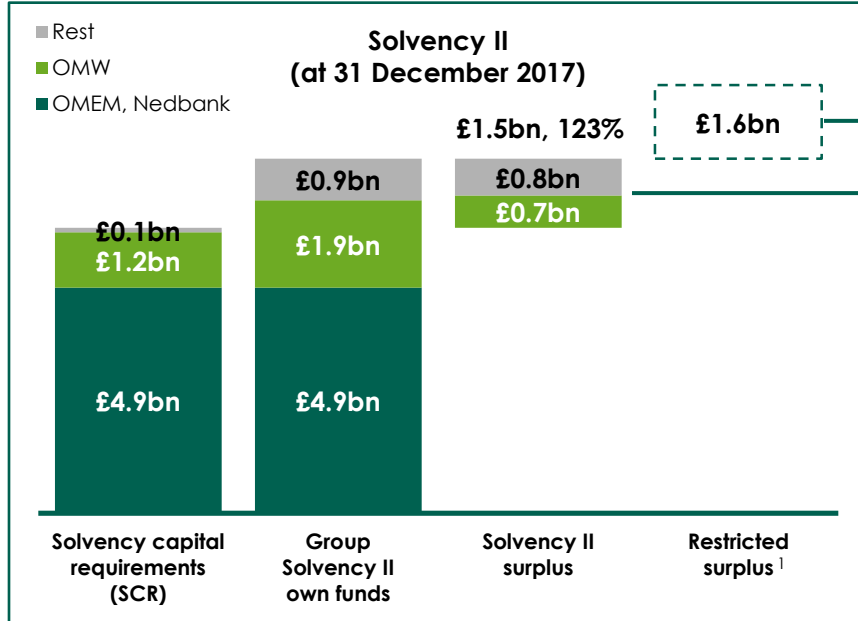 Rest
OMW
OMEM, Nedbank
Solvency II
(at 31 December 2017)
£1.5bn, 123%
£1.6bn
£0.9bn
£0.8bn
£0.7bn
£0.1bn
£1.2bn
£1.9bn
£4.9bn
£4.9bn
Solvency capital
requirements
(SCR)
Group
Solvency II
own funds
Solvency II
surplus
Restricted
surplus 1